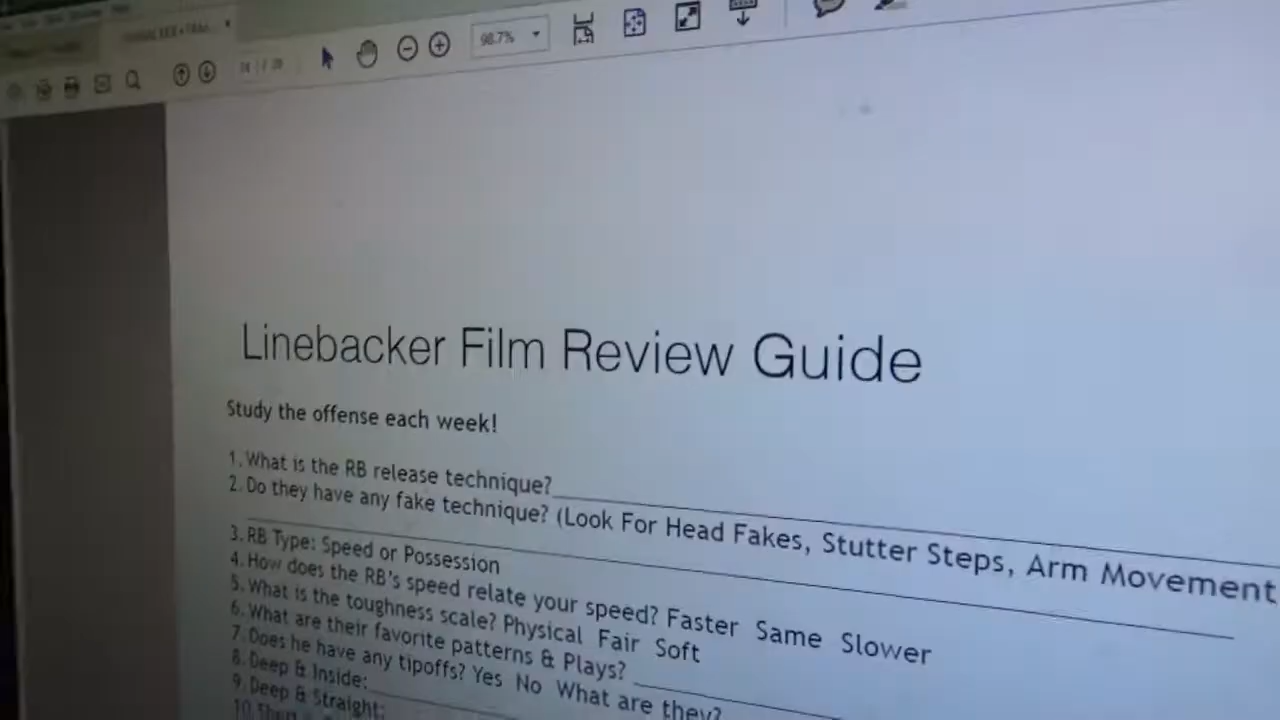 98.7%
Linebacker Film Review Guide
Study the offense each week!
1. What is the RB release technique?
2. Do they have any fake technique? (Look For Head Fakes, Stutter Steps, Arm Movement
3. RB Type: Speed or Possession
4. How does the RB's speed relate your speed? Faster Same Slower
5. What is the toughness scale? Physical Fair Soft
6. What are their favorite patterns & Plays?
7. Does he have any tipoffs? Yes No What are they?
8. Deep & Inside:
9. Deep & Straight:
10. Short